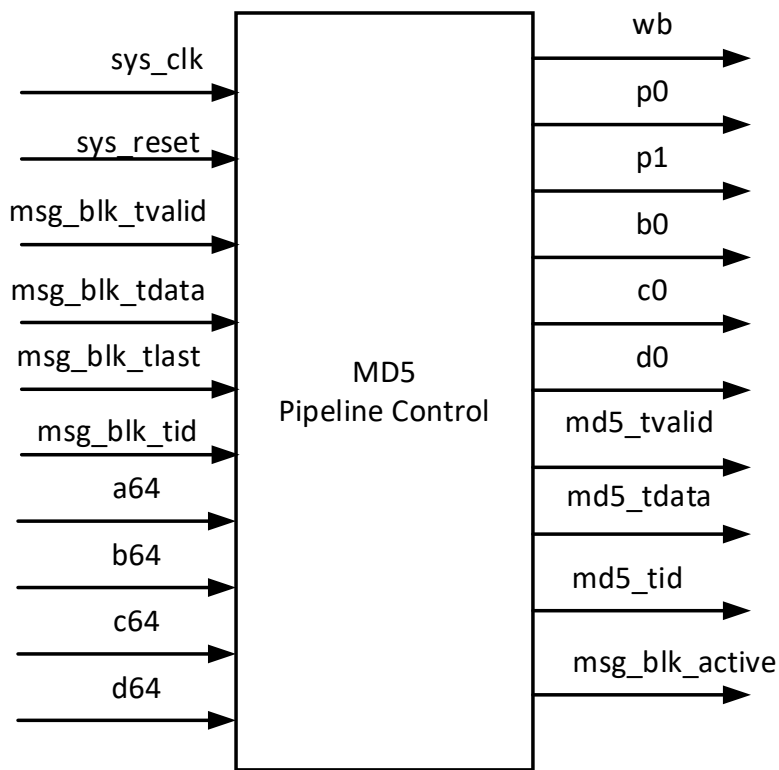 sys_clk
sys_reset
msg_blk_tvalid
msg_blk_tdata
msg_blk_tlast
msg_blk_tid
a64
b64
c64
d64
MD5
Pipeline Control
wb
p0
p1
b0
c0
d0
md5_tvalid
md5_tdata
md5_tid
msg_blk_active